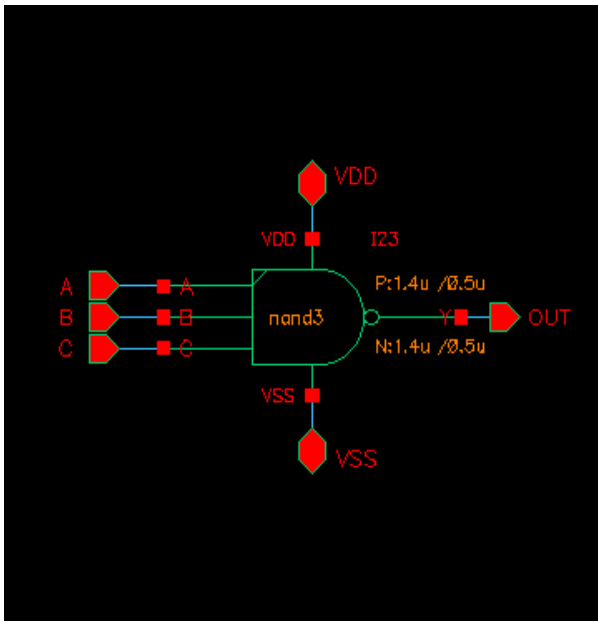 VDD
VDD I23
A A P:1.4u /0.5u
B B nand3 Y OUT
C C N:1.4u /0.5u
VSS
VSS